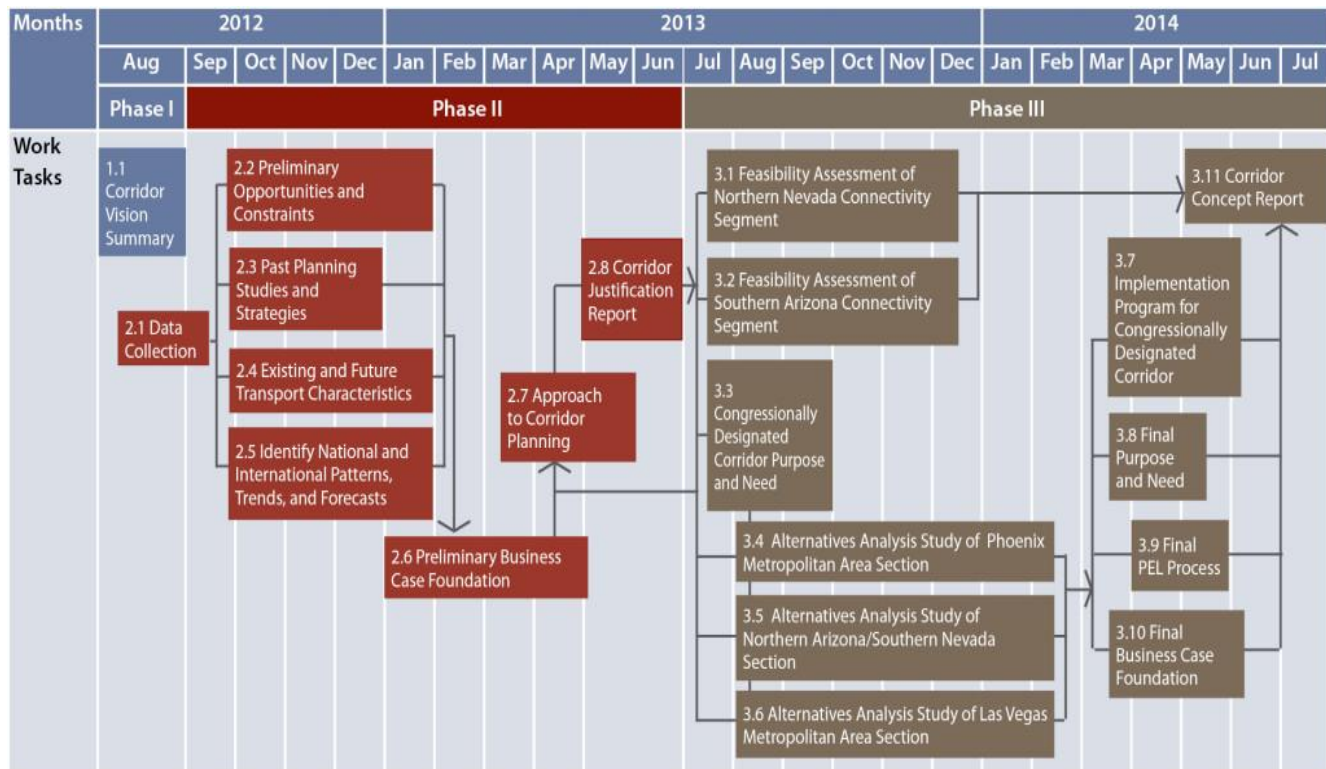 Months
2012
2013
2014
Aug
Sep
Oct
Nov
Dec
Jan
Feb
Mar
Apr
May
Jun
Jul
Aug
Sep
Oct
Nov
Dec
Jan
Feb
Mar
Apr
May
Jun
Jul
Phase I
Phase II
Phase III
Work
Tasks
1.1
Corridor
Vision
Summary
2.1 Data
Collection
2.2 Preliminary
Opportunities and
Constraints
2.3 Past Planning
Studies and
Strategies
2.4 Existing and Future
Transport Characteristics
2.5 Identify National and
International Patterns,
Trends, and Forecasts
2.6 Preliminary Business
Case Foundation
2.7 Approach
to Corridor
Planning
2.8 Corridor
Justification
Report
3.1 Feasibility Assessment of
Northern Nevada Connectivity
Segment
3.2 Feasibility Assessment of
Southern Arizona Connectivity
Segment
3.3
Congressionally
Designated
Corridor Purpose
and Need
3.4 Alternatives Analysis Study of Phoenix
Metropolitan Area Section
3.5 Alternatives Analysis Study of
Northern Arizona/Southern Nevada
Section
3.6 Alternatives Analysis Study of Las Vegas
Metropolitan Area Section
3.7
Implementation
Program for
Congressionally
Designated
Corridor
3.8 Final
Purpose
and Need
3.9 Final
PEL Process
3.10 Final
Business Case
Foundation
3.11 Corridor
Concept Report